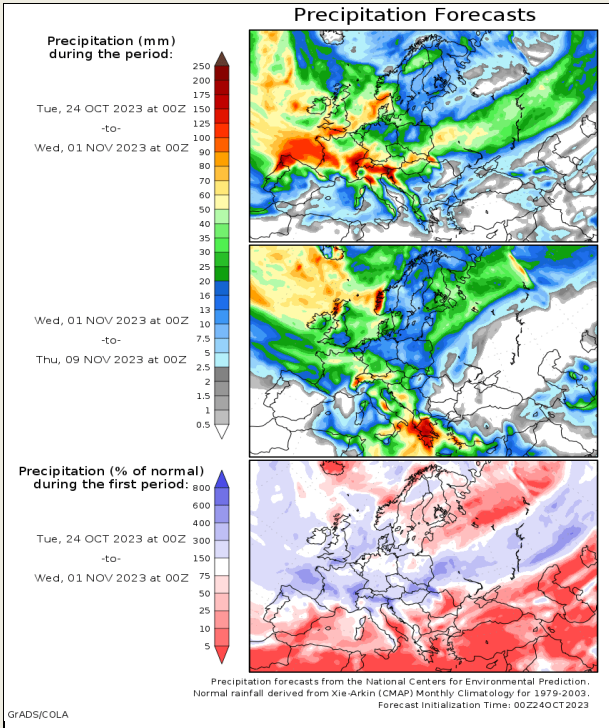 Precipitation Forecasts
Precipitation (mm)
during the period:
Tue, 24 OCT 2023 at 00Z
-to-
Wed, 01 NOV 2023 at 00Z
250
200
175
150
125
100
90
80
70
60
50
40
35
30
25
20
16
13
10
7.5
5
2.5
2
1.5
1
0.5
Wed, 01 NOV 2023 at 00Z
-to-
Thu, 09 NOV 2023 at 00Z
Precipitation (% of normal)
during the first period:
Tue, 24 OCT 2023 at 00Z
-to-
Wed, 01 NOV 2023 at 00Z
800
600
400
300
150
75
50
25
10
5
Precipitation forecasts from the National Centers for Environmental Prediction.
Normal rainfall derived from Xie-Arkin (CMAP) Monthly Climatology for 1979-2003.
Forecast Initialization Time: 00Z24OCT2023
GrADS/COLA